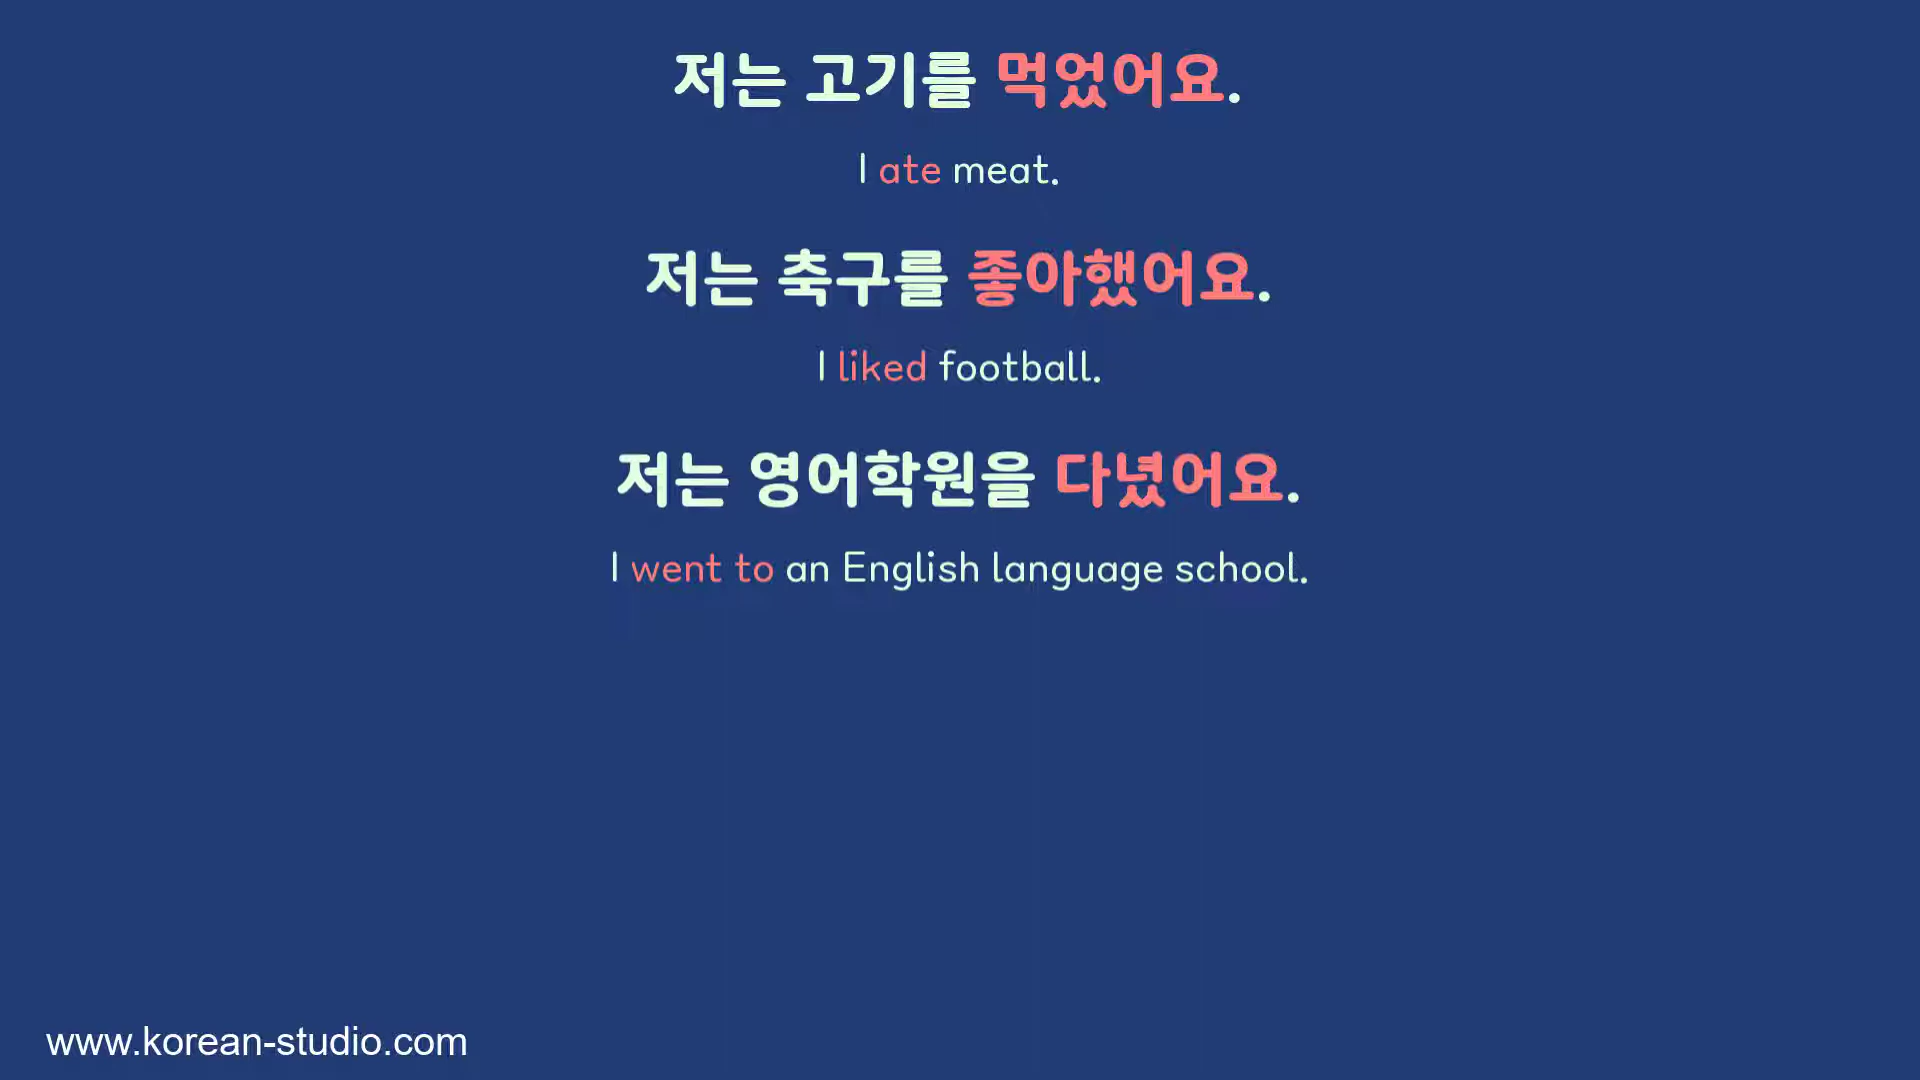 저는 고기를 먹었어요.
I ate meat.
저는 축구를 좋아했어요.
I liked football.
저는 영어학원을 다녔어요.
I went to an English language school.
www.korean-studio.com